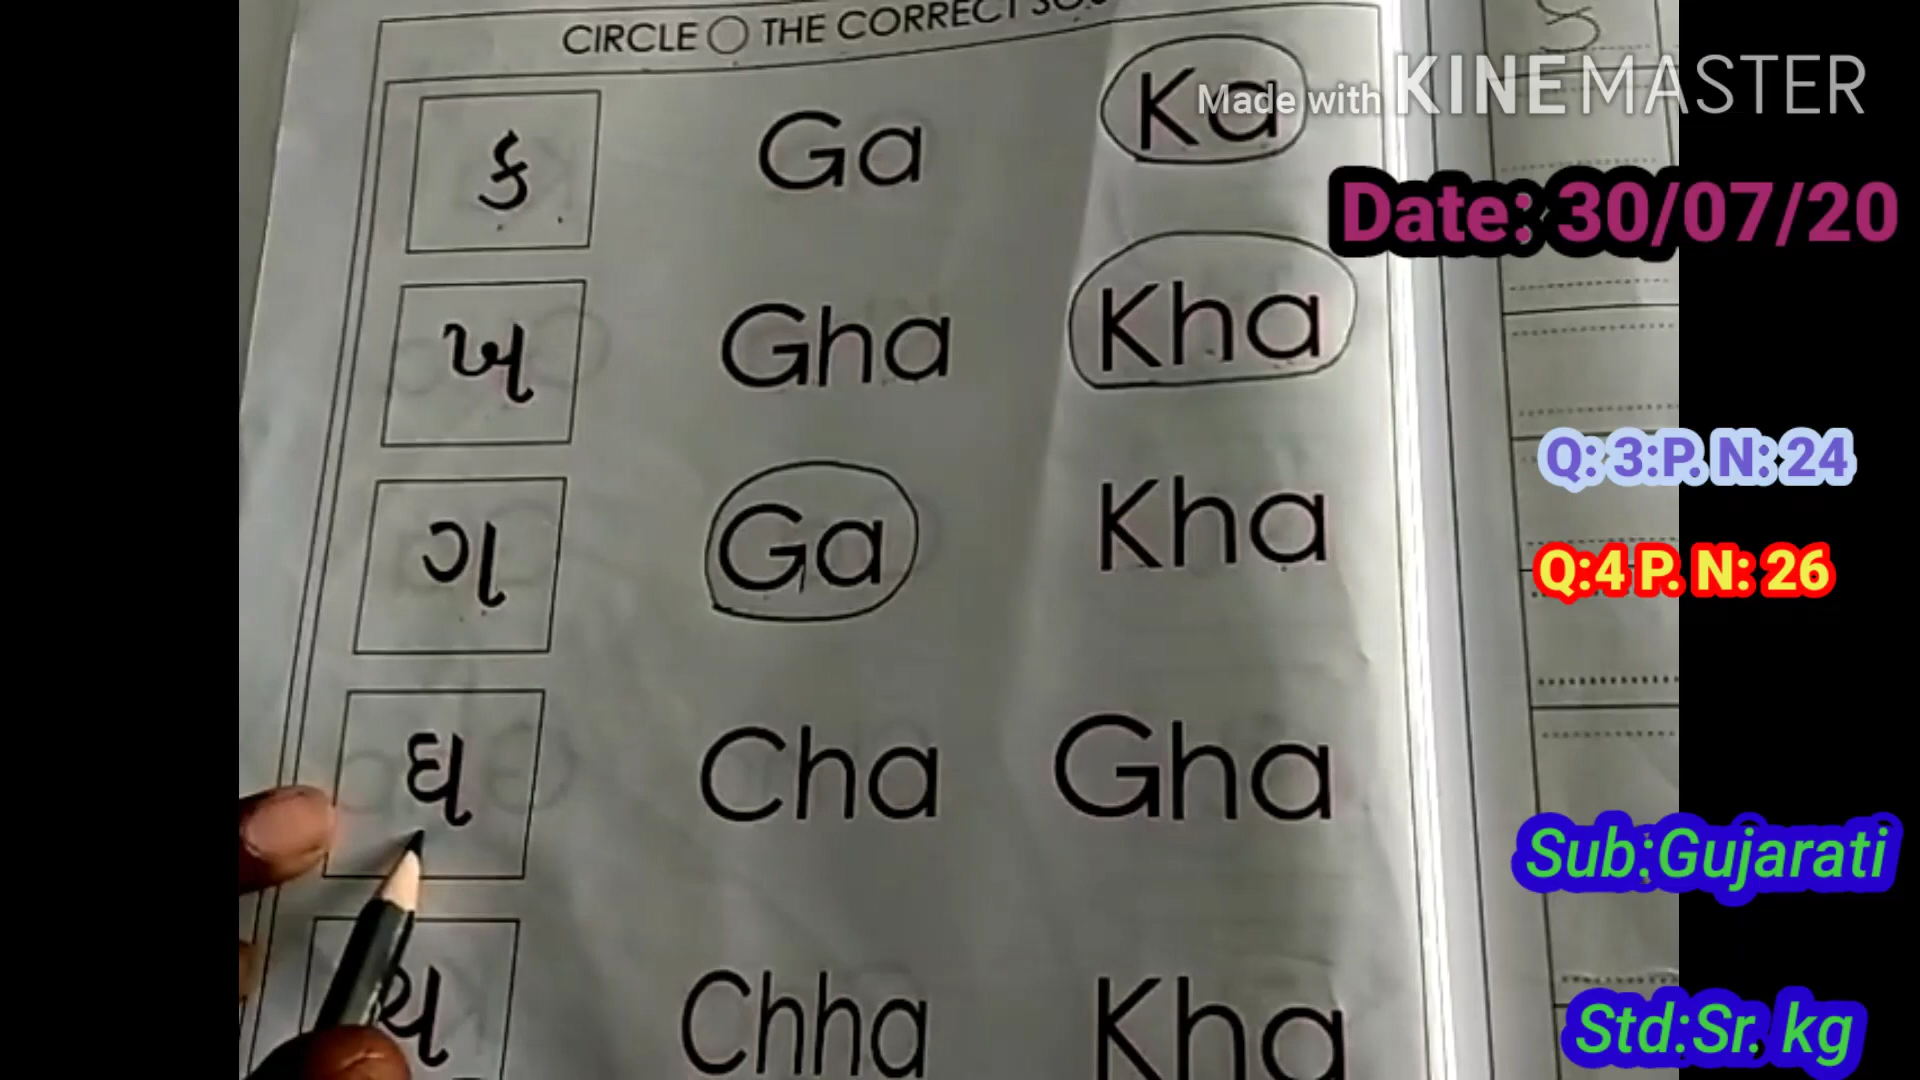 CIRCLE THE CORRECT
ક Ga Ka
Made with KINEMASTER
Date: 30/07/20
ખ Gha Kha
Q: 3:P. N: 24
ગ Ga Kha
Q:4 P. N: 26
ઘ Cha Gha
Sub:Gujarati
ચ Chha Kha
Std:Sr. kg